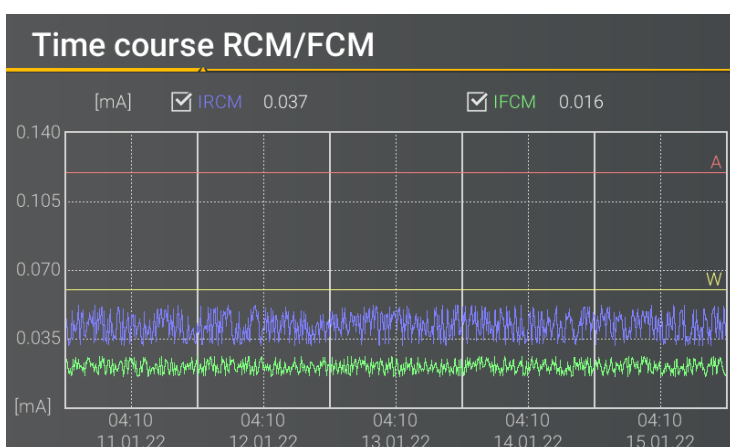 Time course RCM/FCM
[mA] IRCM 0.037 IFCM 0.016
0.140
A
0.105
0.070
W
0.035
[mA]
04:10 04:10 04:10 04:10 04:10
11.01.22 12.01.22 13.01.22 14.01.22 15.01.22